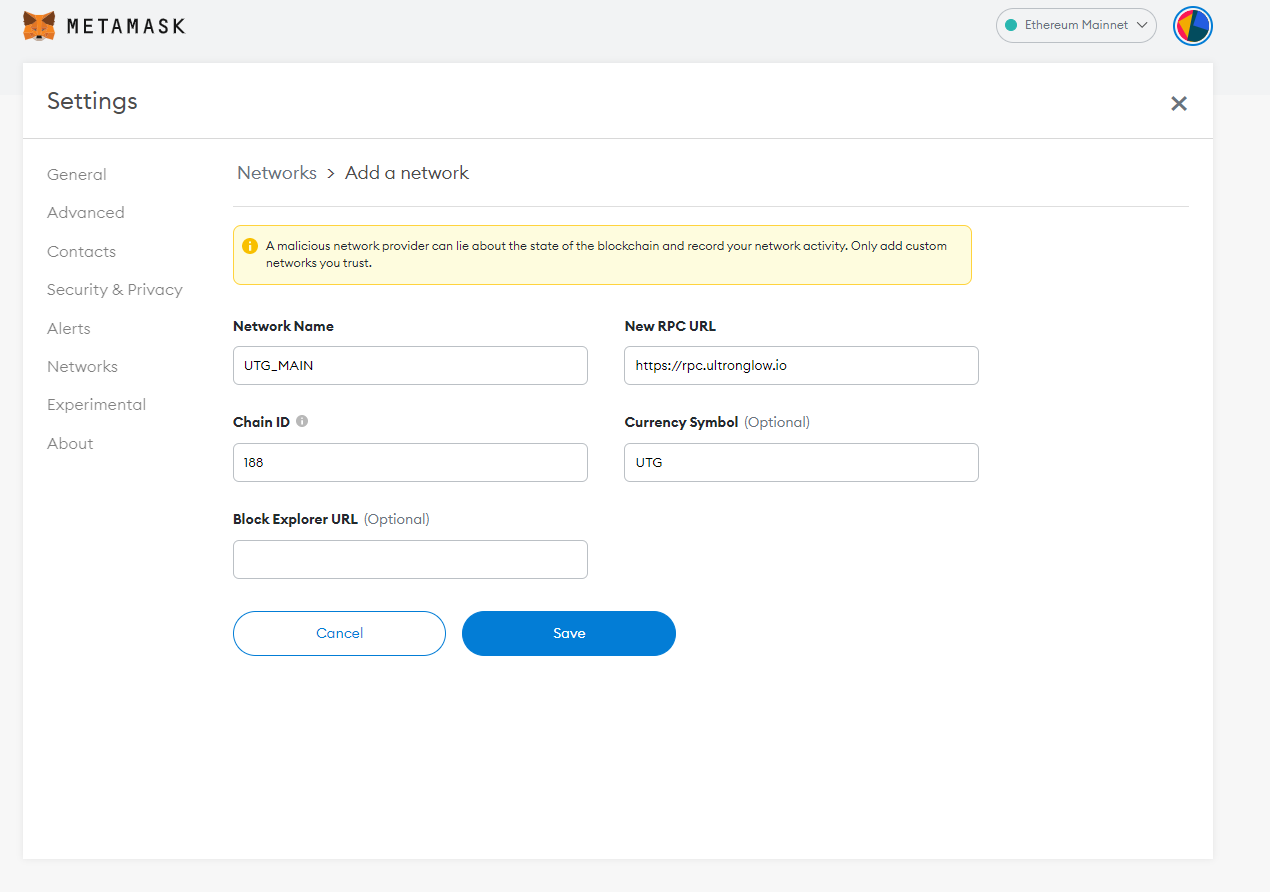 METAMASK
Ethereum Mainnet
Settings
General
Advanced
Contacts
Security & Privacy
Alerts
Networks
Experimental
About
Networks > Add a network
A malicious network provider can lie about the state of the blockchain and record your network activity. Only add custom
networks you trust.
Network Name
New RPC URL
UTG_MAIN
https://rpc.ultronglow.io
Chain ID
Currency Symbol (Optional)
188
UTG
Block Explorer URL (Optional)
Cancel
Save